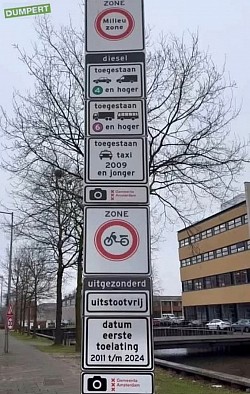 DUMPERT
ZONE
Milieu
zone
diesel
toegestaan
4 en hoger
toegestaan
6 en hoger
toegestaan
taxi
2009
en jonger
Gemeente
Amsterdam
ZONE
uitgezonderd
uitstootvrij
datum
eerste
toelating
2011 t/m 2024
Gemeente
Amsterdam